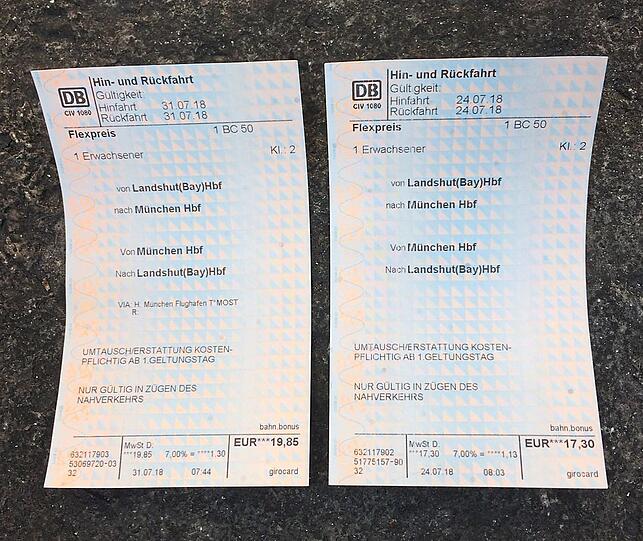 DB
CIV 1080
Hin- und Rückfahrt
Gültigkeit:
Hinfahrt 31.07.18
Rückfahrt 31.07.18
Flexpreis 1 BC 50
1 Erwachsener Kl.: 2
von Landshut(Bay)Hbf
nach München Hbf
Von München Hbf
Nach Landshut(Bay)Hbf
VIA: H: München Flughafen T*MOST
R:
UMTAUSCH/ERSTATTUNG KOSTEN-
PFLICHTIG AB 1.GELTUNGSTAG
NUR GÜLTIG IN ZÜGEN DES
NAHVERKEHRS
bahn.bonus
MwSt D. EUR***19,85
632117903 ***19,85 7,00% = ****1,30
53069720-03
32 31.07.18 07:44 girocard
DB
CIV 1080
Hin- und Rückfahrt
Gültigkeit:
Hinfahrt 24.07.18
Rückfahrt 24.07.18
Flexpreis 1 BC 50
1 Erwachsener Kl.: 2
von Landshut(Bay)Hbf
nach München Hbf
Von München Hbf
Nach Landshut(Bay)Hbf
UMTAUSCH/ERSTATTUNG KOSTEN-
PFLICHTIG AB 1.GELTUNGSTAG
NUR GÜLTIG IN ZÜGEN DES
NAHVERKEHRS
bahn.bonus
MwSt D. EUR***17,30
632117902 ***17,30 7,00% = ****1,13
51775157-90
32 24.07.18 08:03 girocard